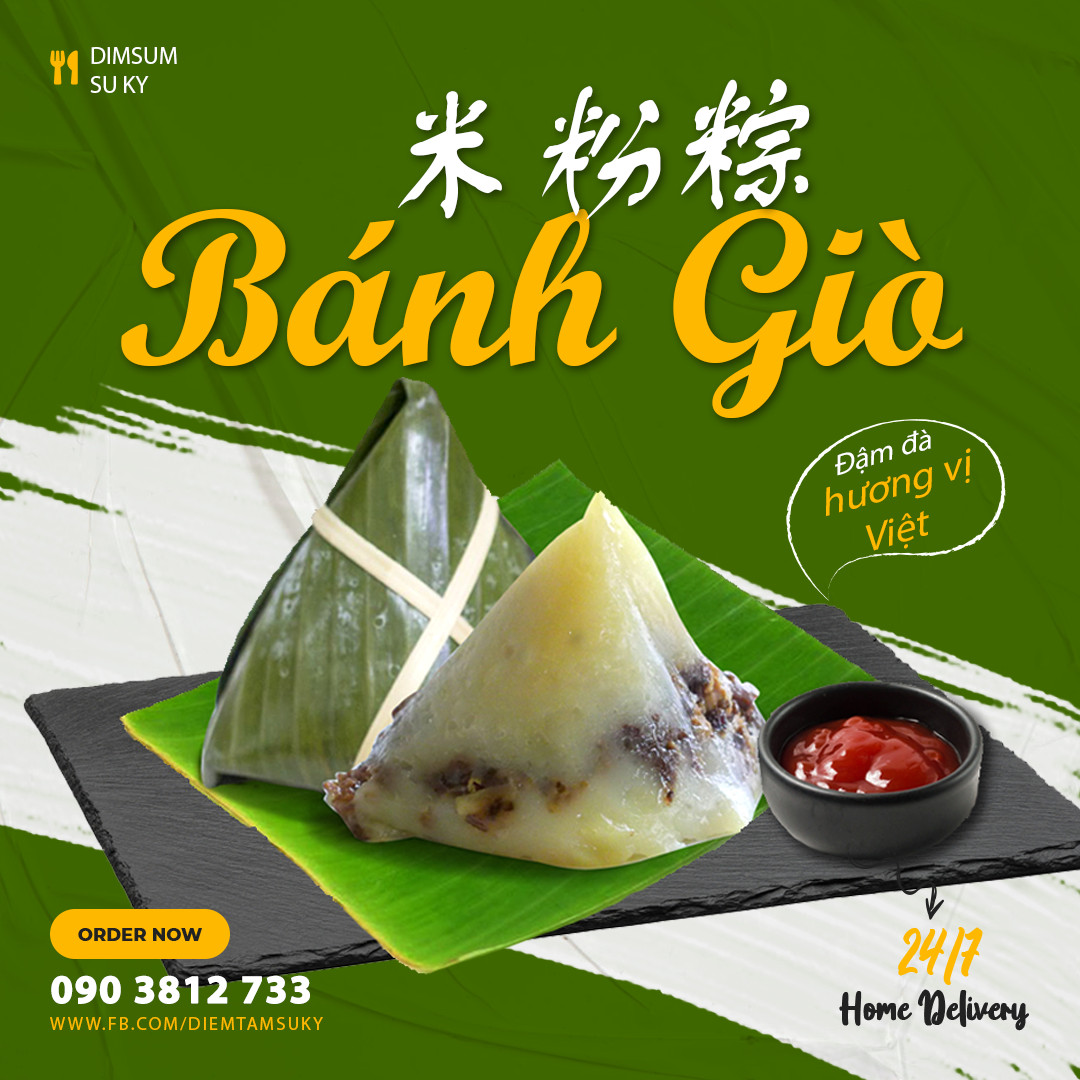 DIMSUM
SU KY
米粉粽
Bánh Giò
Đậm đà
hương vị
Việt
ORDER NOW
090 3812 733
WWW.FB.COM/DIEMTAMSUKY
24/7
Home Delivery